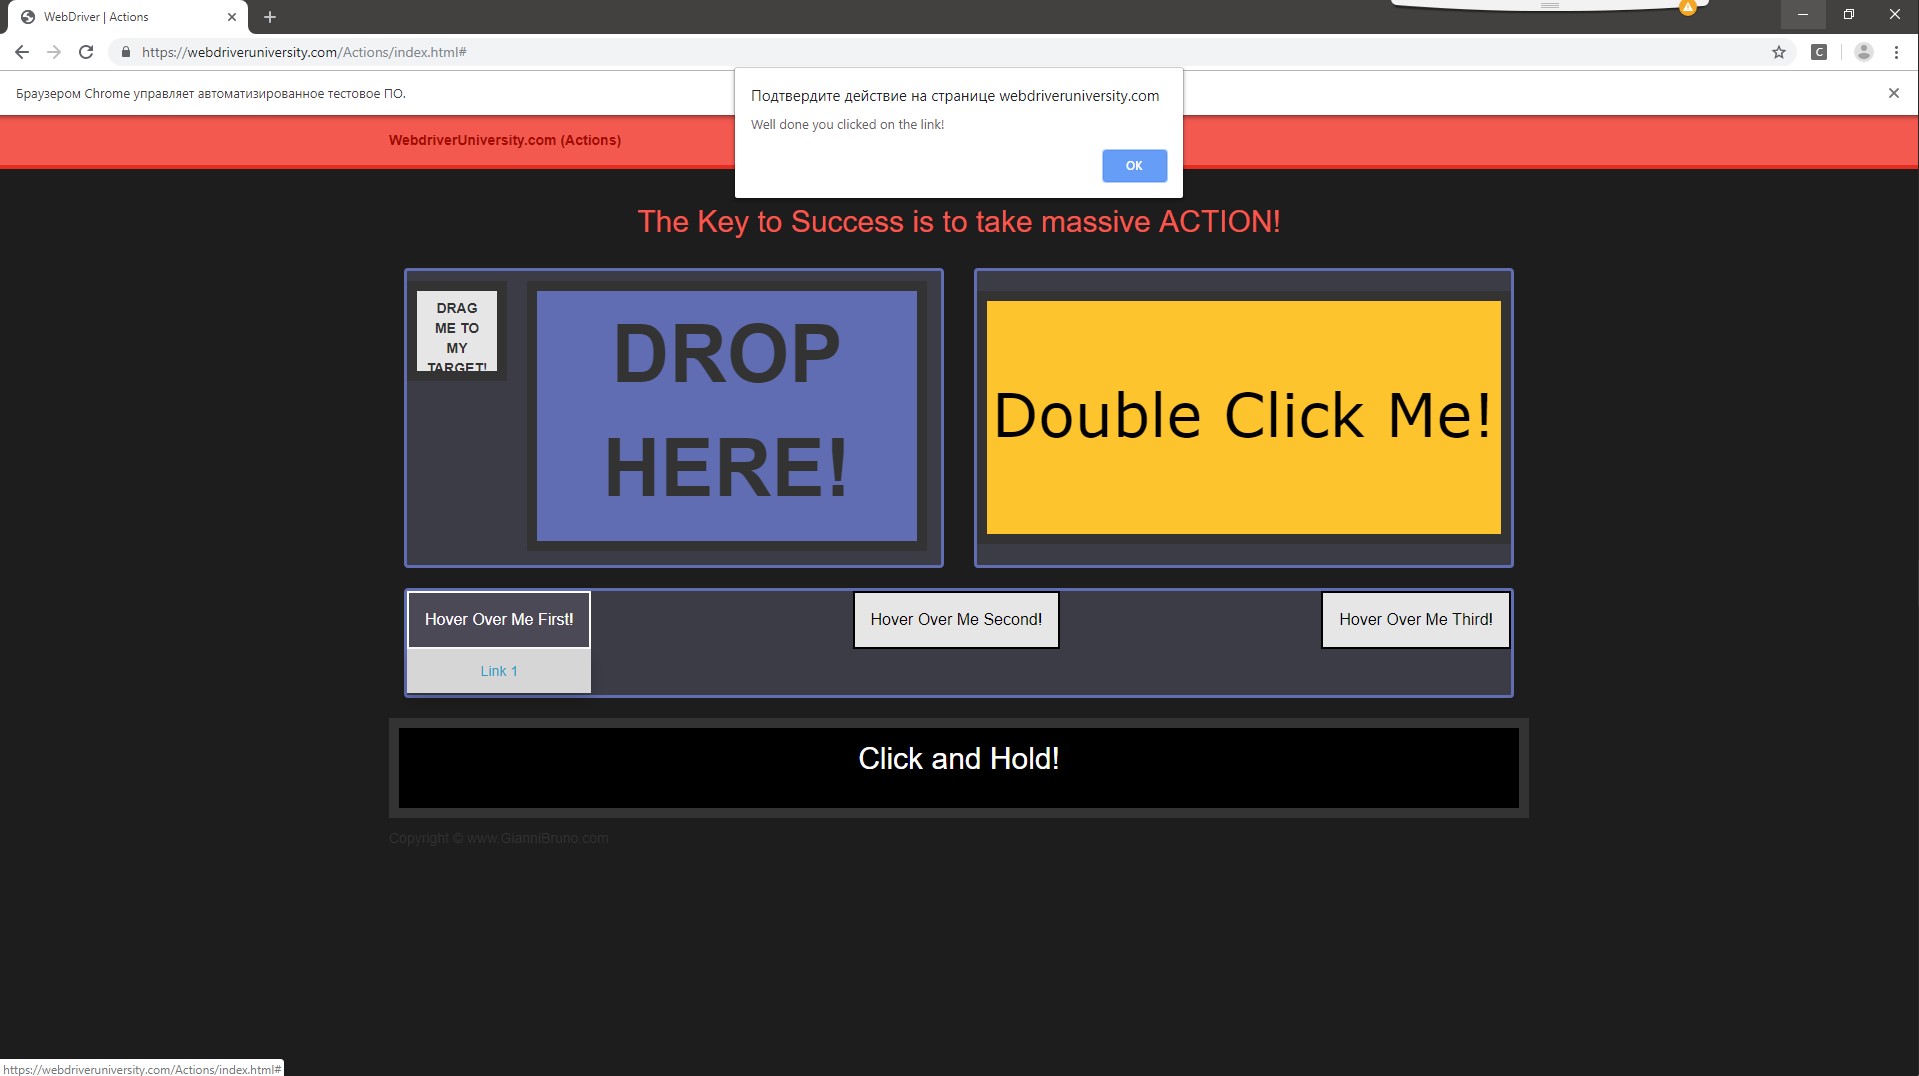 WebDriver | Actions
https://webdriveruniversity.com/Actions/index.html#
C
Браузером Chrome управляет автоматизированное тестовое ПО.
Подтвердите действие на странице webdriveruniversity.com
Well done you clicked on the link!
OK
WebdriverUniversity.com (Actions)
The Key to Success is to take massive ACTION!
DRAG
ME TO
MY
TARGET!
DROP
HERE!
Double Click Me!
Hover Over Me First!
Hover Over Me Second!
Hover Over Me Third!
Link 1
Click and Hold!
Copyright © www.GianniBruno.com
https://webdriveruniversity.com/Actions/index.html#